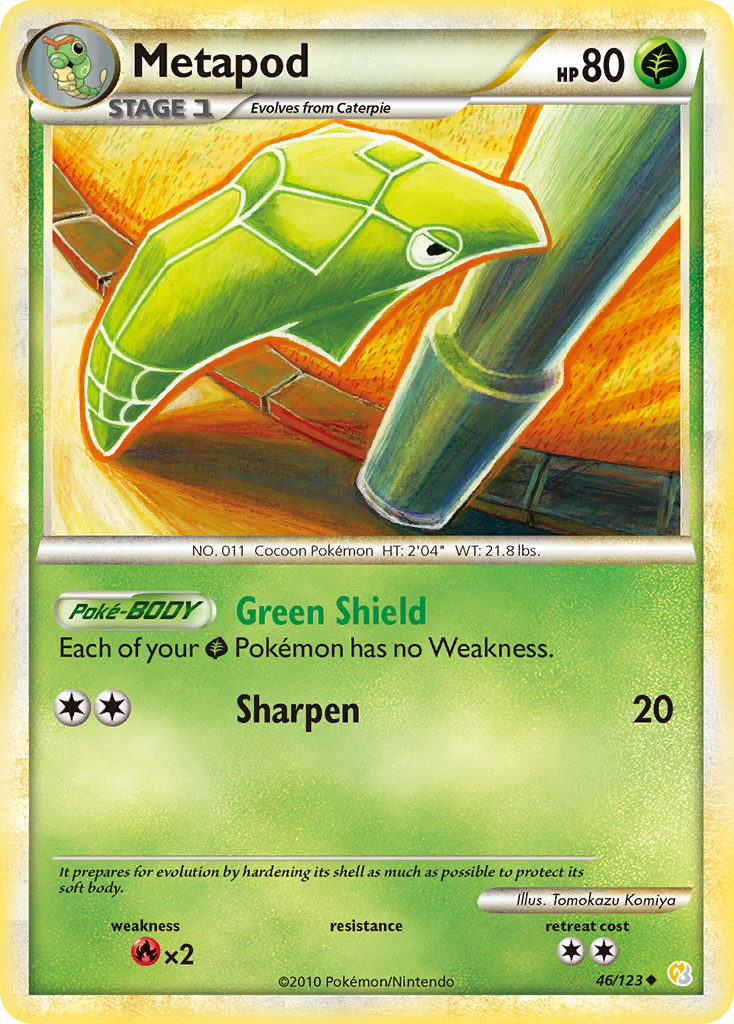 Metapod
HP 80
STAGE 1
Evolves from Caterpie
NO. 011 Cocoon Pokémon HT: 2'04" WT: 21.8 lbs.
Poké-BODY Green Shield
Each of your Pokémon has no Weakness.
Sharpen 20
It prepares for evolution by hardening its shell as much as possible to protect its
soft body.
Illus. Tomokazu Komiya
weakness resistance retreat cost
×2
©2010 Pokémon/Nintendo
46/123